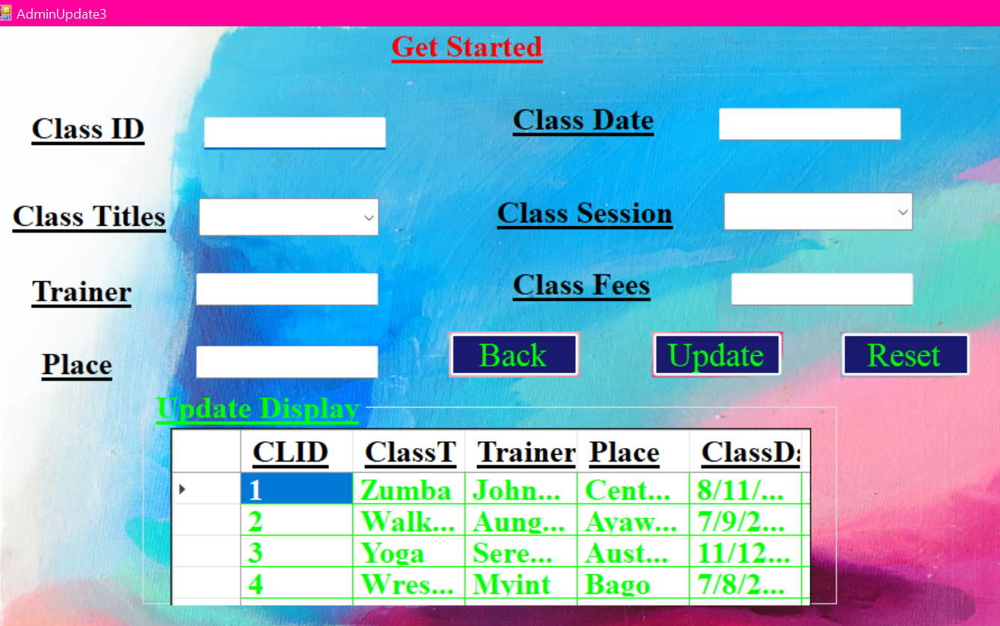 AdminUpdate3
Get Started
Class ID
Class Date
Class Titles
Class Session
Trainer
Class Fees
Place
Back
Update
Reset
Update Display
CLID ClassT Trainer Place ClassDa
1 Zumba John... Cent... 8/11/...
2 Walk... Aung... Ayaw... 7/9/2...
3 Yoga Sere... Aust... 11/12...
4 Wres... Myint Bago 7/8/2...